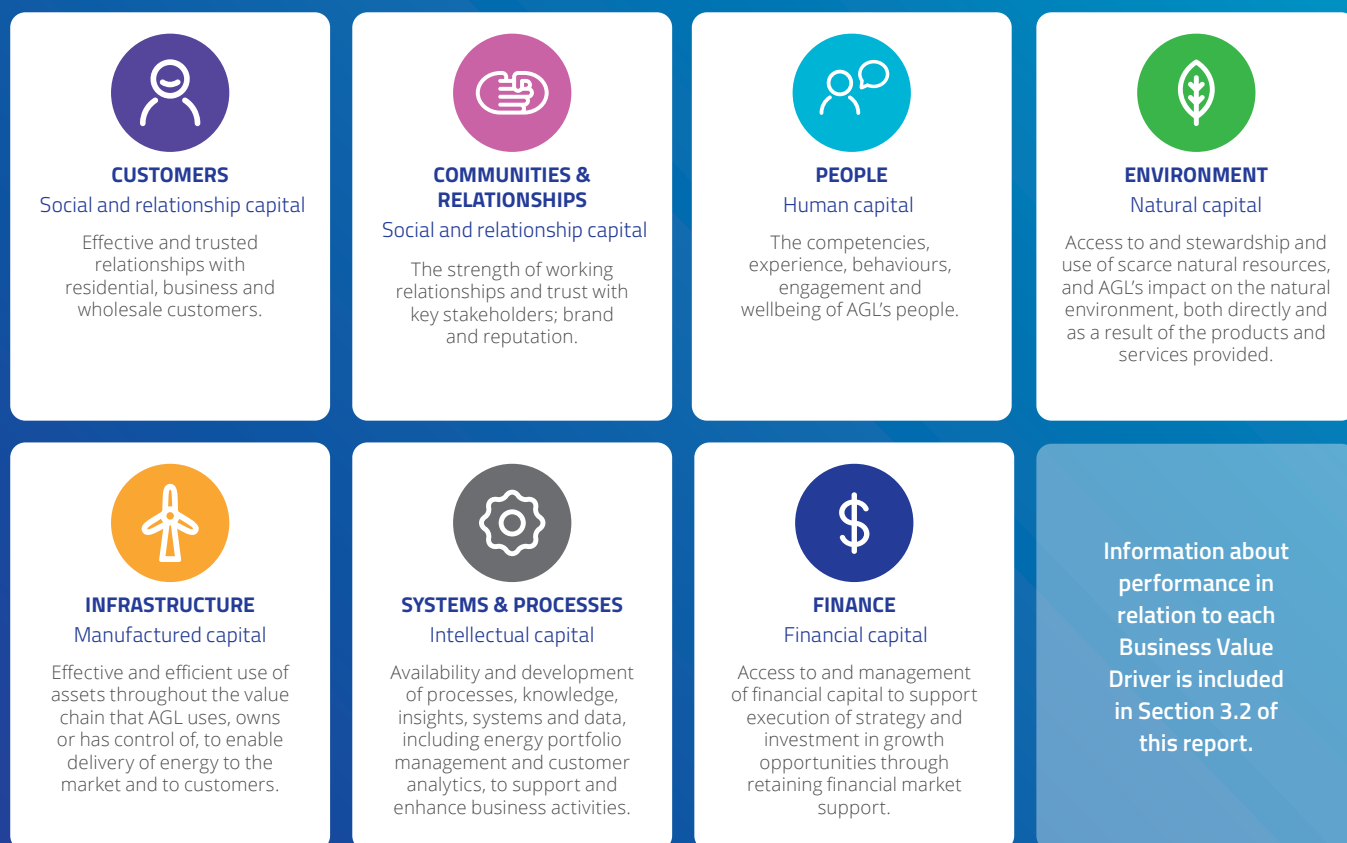 CUSTOMERS
Social and relationship capital
Effective and trusted
relationships with
residential, business and
wholesale customers.
COMMUNITIES &
RELATIONSHIPS
Social and relationship capital
The strength of working
relationships and trust with
key stakeholders; brand
and reputation.
PEOPLE
Human capital
The competencies,
experience, behaviours,
engagement and
wellbeing of AGL's people.
ENVIRONMENT
Natural capital
Access to and stewardship and
use of scarce natural resources,
and AGL's impact on the natural
environment, both directly and
as a result of the products and
services provided.
INFRASTRUCTURE
Manufactured capital
Effective and efficient use of
assets throughout the value
chain that AGL uses, owns
or has control of, to enable
delivery of energy to the
market and to customers.
SYSTEMS & PROCESSES
Intellectual capital
Availability and development
of processes, knowledge,
insights, systems and data,
including energy portfolio
management and customer
analytics, to support and
enhance business activities.
$
FINANCE
Financial capital
Access to and management
of financial capital to support
execution of strategy and
investment in growth
opportunities through
retaining financial market
support.
Information about
performance in
relation to each
Business Value
Driver is included
in Section 3.2 of
this report.